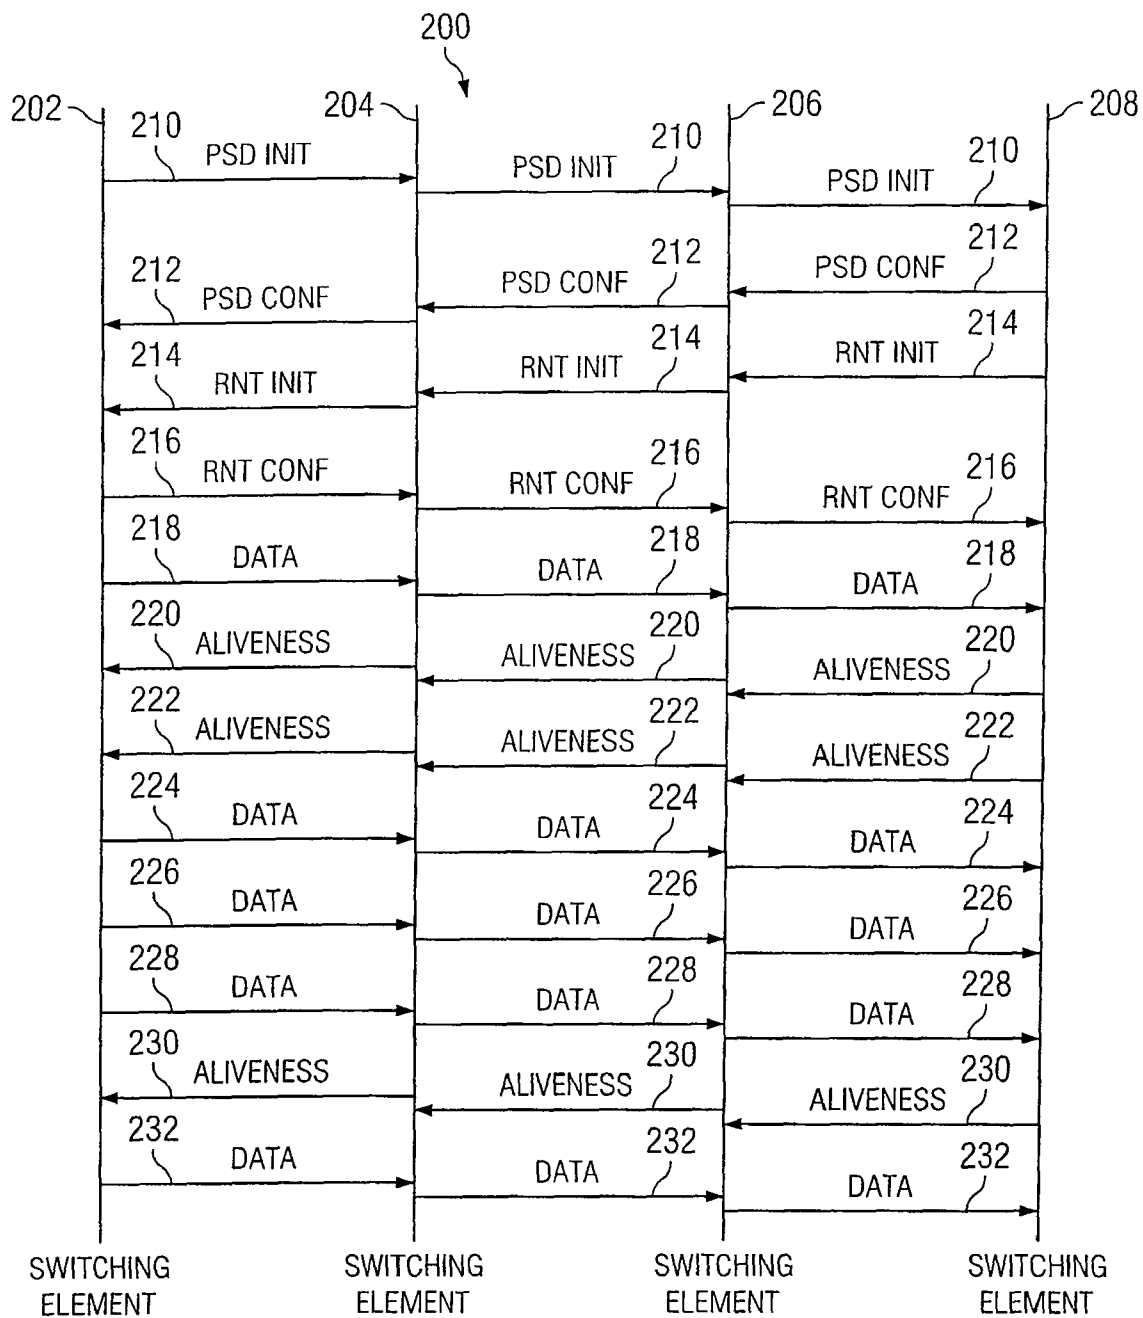 200
202
204
206
208
210
PSD INIT
PSD INIT
210
PSD INIT
210
212
PSD CONF
PSD CONF
212
PSD CONF
212
214
RNT INIT
RNT INIT
214
RNT INIT
214
216
RNT CONF
RNT CONF
216
RNT CONF
216
218
DATA
DATA
218
DATA
218
220
ALIVENESS
ALIVENESS
220
ALIVENESS
220
222
ALIVENESS
ALIVENESS
222
ALIVENESS
222
224
DATA
DATA
224
DATA
224
226
DATA
DATA
226
DATA
226
228
DATA
DATA
228
DATA
228
230
ALIVENESS
ALIVENESS
230
ALIVENESS
230
232
DATA
DATA
232
DATA
232
SWITCHING
ELEMENT
SWITCHING
ELEMENT
SWITCHING
ELEMENT
SWITCHING
ELEMENT